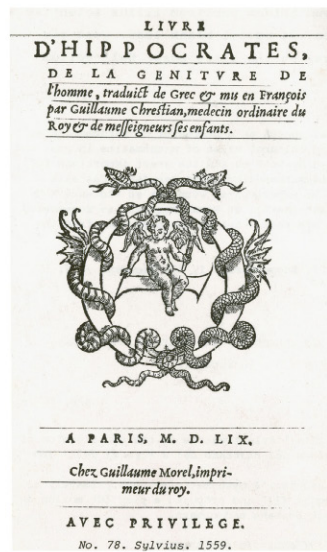 LIVRE
D'HIPPOCRATES,
DE LA GENITVRE DE
l'homme, traduict de Grec & mis en François
par Guillaume Chrestian, medecin ordinaire du
Roy & de messeigneurs ses enfants.
A PARIS, M. D. LIX.
Chez Guillaume Morel, impri-
meur du roy.
AVEC PRIVILEGE.
No. 78. Sylvius. 1559.